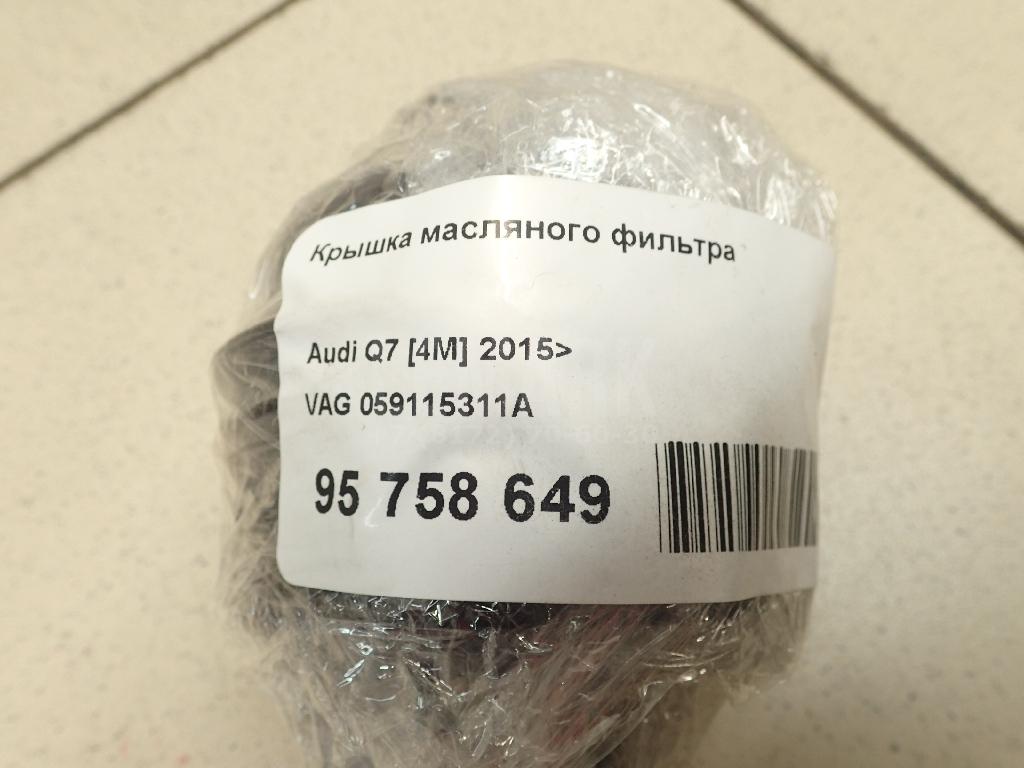 Крышка масляного фильтра
Audi Q7 [4M] 2015>
VAG 059115311A
95 758 649